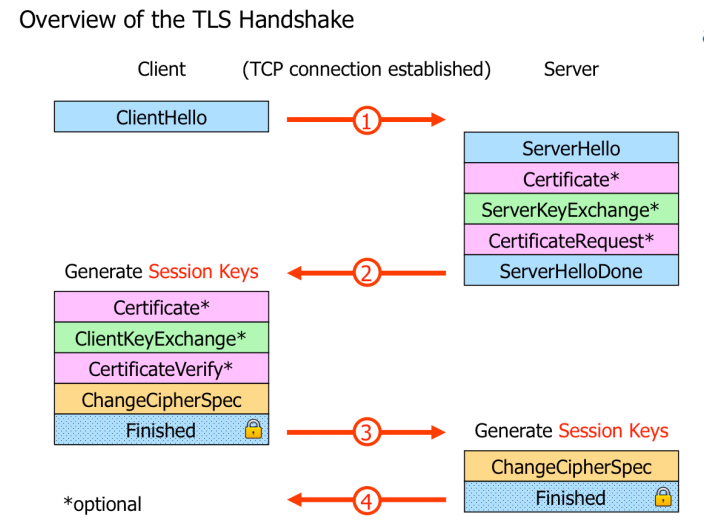 Overview of the TLS Handshake
Client (TCP connection established) Server
ClientHello
1
ServerHello
Certificate*
ServerKeyExchange*
CertificateRequest*
ServerHelloDone
2
Generate Session Keys
Certificate*
ClientKeyExchange*
CertificateVerify*
ChangeCipherSpec
Finished
3
Generate Session Keys
ChangeCipherSpec
Finished
4
*optional